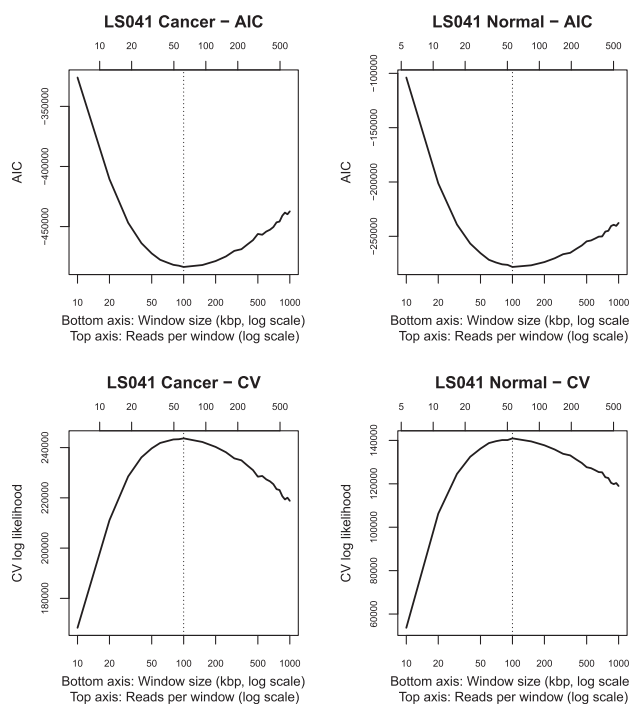 LS041 Cancer − AIC
10 20 50 100 200 500
AIC
−350000
−400000
−450000
10 20 50 100 200 500 1000
Bottom axis: Window size (kbp, log scale)
Top axis: Reads per window (log scale)
LS041 Normal − AIC
5 10 20 50 100 200 500
AIC
−100000
−150000
−200000
−250000
10 20 50 100 200 500 1000
Bottom axis: Window size (kbp, log scale
Top axis: Reads per window (log scale)
LS041 Cancer − CV
10 20 50 100 200 500
CV log likelihood
240000
220000
200000
180000
10 20 50 100 200 500 1000
Bottom axis: Window size (kbp, log scale)
Top axis: Reads per window (log scale)
LS041 Normal − CV
5 10 20 50 100 200 500
CV log likelihood
140000
120000
100000
80000
60000
10 20 50 100 200 500 1000
Bottom axis: Window size (kbp, log scale
Top axis: Reads per window (log scale)